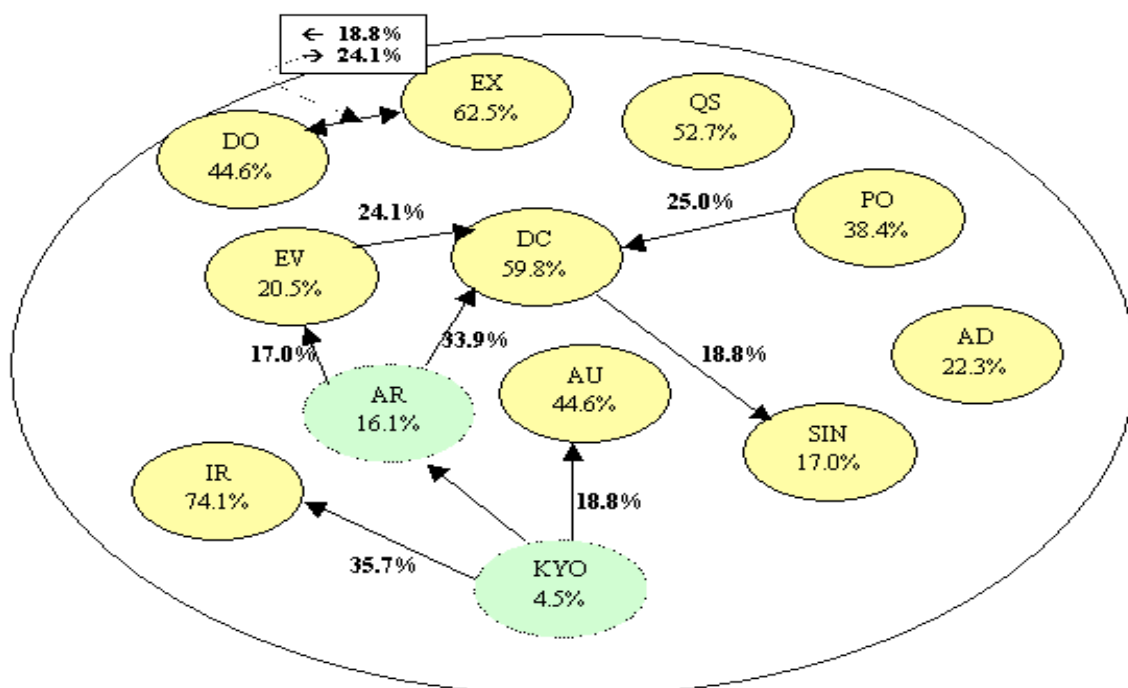 ← 18.8%
→ 24.1%
EX
62.5%
QS
52.7%
DO
44.6%
PO
38.4%
24.1%
25.0%
DC
59.8%
EV
20.5%
17.0%
33.9%
18.8%
AD
22.3%
AR
16.1%
AU
44.6%
SIN
17.0%
IR
74.1%
18.8%
35.7%
KYO
4.5%